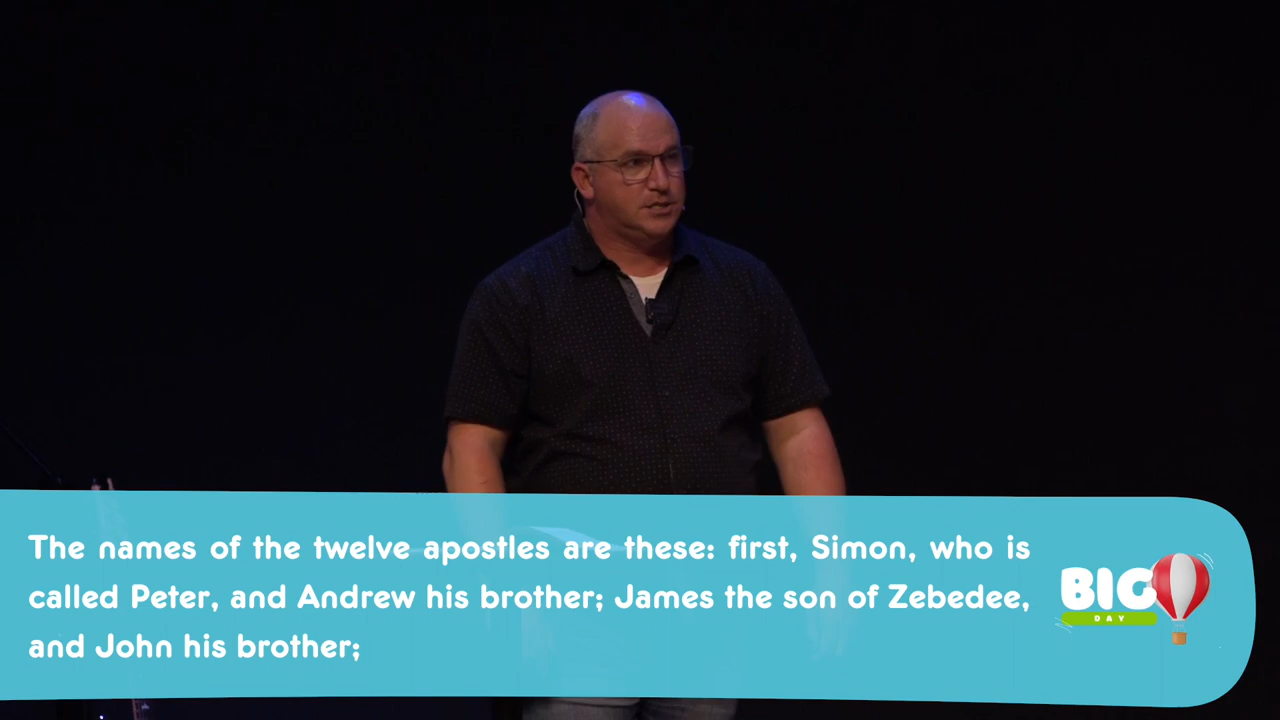 The names of the twelve apostles are these: first, Simon, who is
called Peter, and Andrew his brother; James the son of Zebedee,
and John his brother;
BIG
DAY